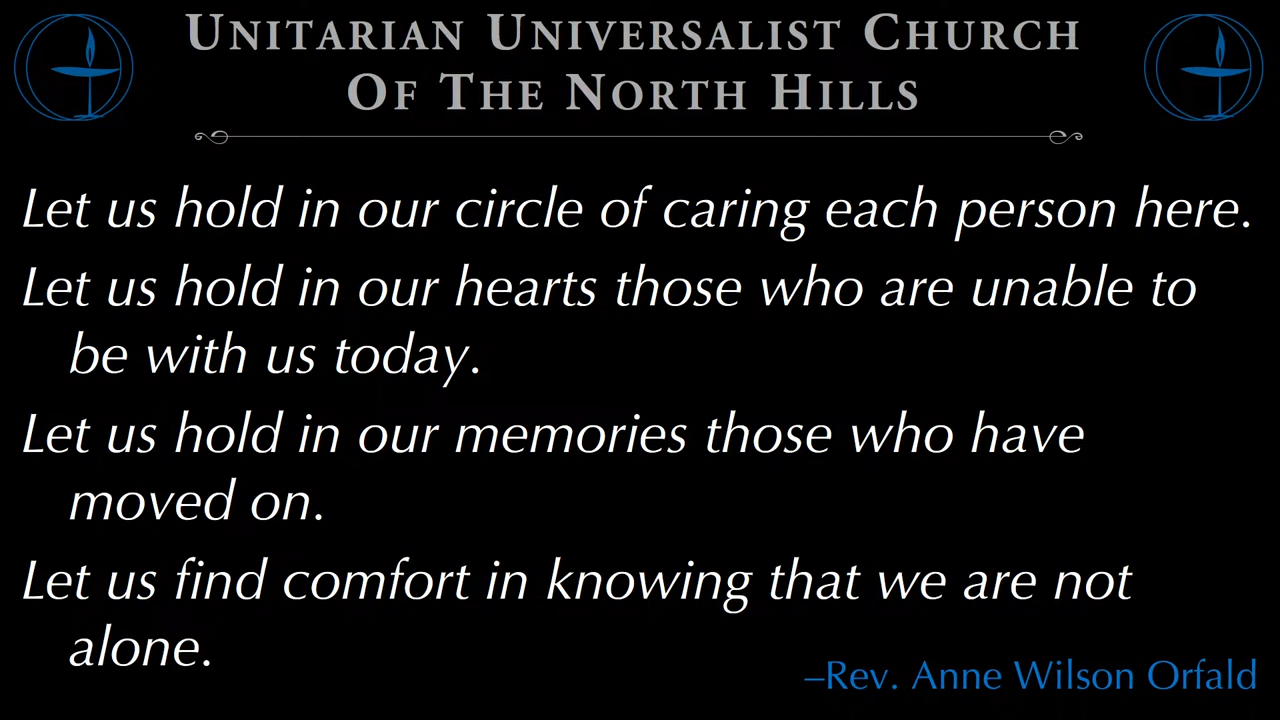 UNITARIAN UNIVERSALIST CHURCH
OF THE NORTH HILLS
Let us hold in our circle of caring each person here.
Let us hold in our hearts those who are unable to
be with us today.
Let us hold in our memories those who have
moved on.
Let us find comfort in knowing that we are not
alone.
–Rev. Anne Wilson Orfald